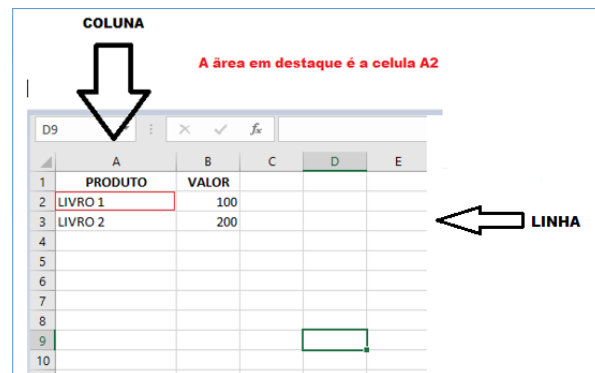 COLUNA
A ärea em destaque é a celula A2
D9 fx
A B C D E
1 PRODUTO VALOR
2 LIVRO 1 100
3 LIVRO 2 200
LINHA
4
5
6
7
8
9
10